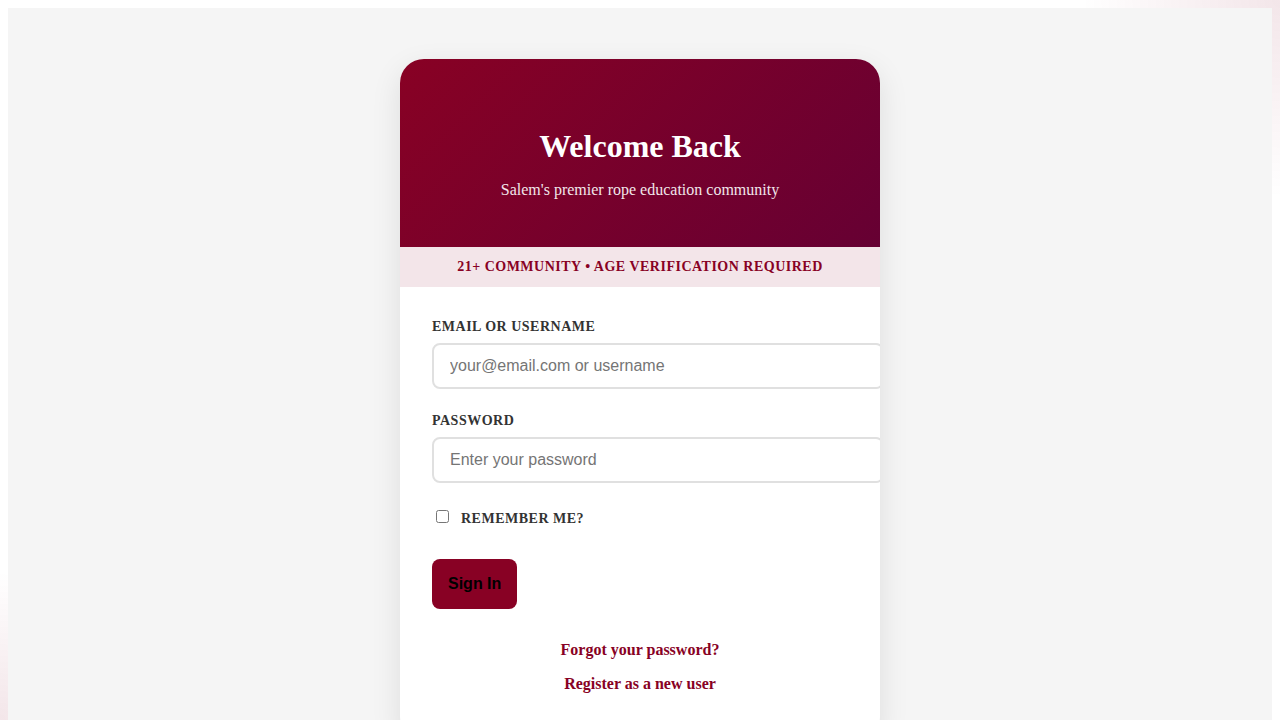 Welcome Back
Salem's premier rope education community
21+ COMMUNITY • AGE VERIFICATION REQUIRED
EMAIL OR USERNAME
your@email.com or username
PASSWORD
Enter your password
REMEMBER ME?
Sign In
Forgot your password?
Register as a new user